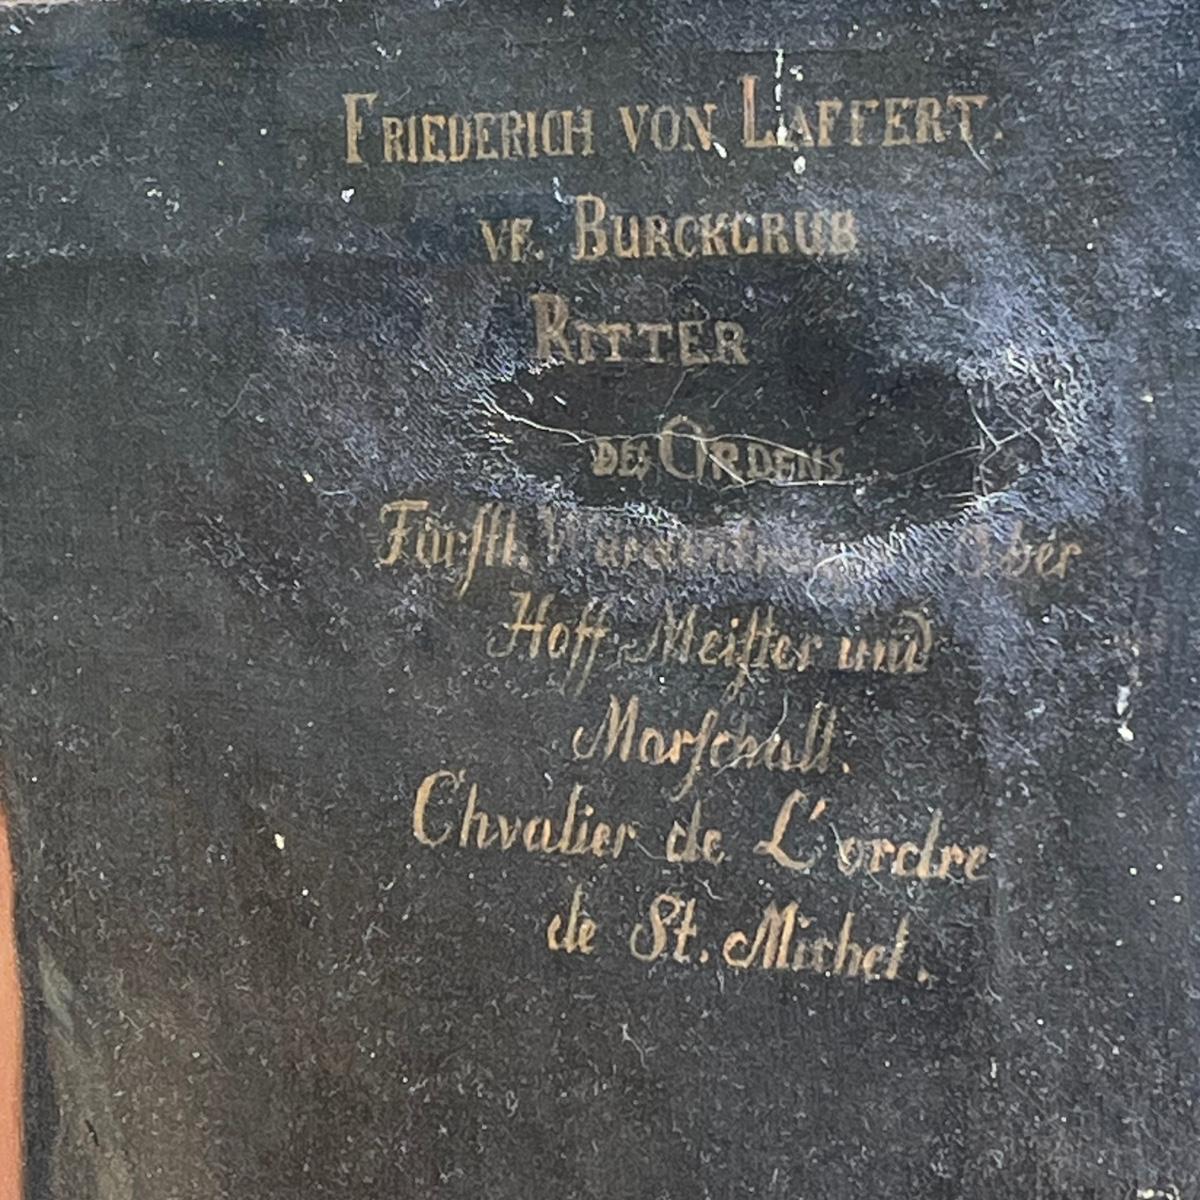 FRIEDERICH VON LAFFERT.
VF. BURCKGRUB
RITTER
DES ORDENS
Fürstl. Ober
Hoff Meister und
Marschall.
Chvalier de L'ordre
de St. Michel.